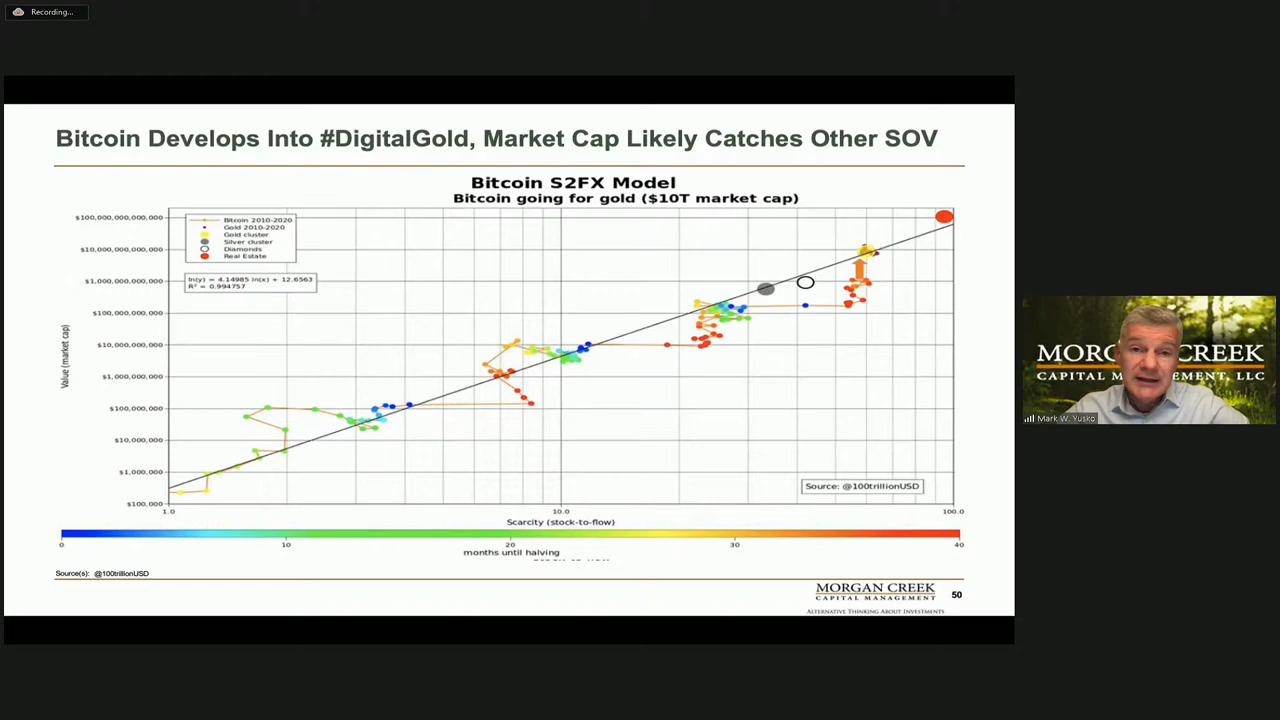 Recording...
Bitcoin Develops Into #DigitalGold, Market Cap Likely Catches Other SOV
Bitcoin S2FX Model
Bitcoin going for gold ($10T market cap)
Bitcoin 2010-2020
Gold 2010-2020
Gold cluster
Silver cluster
Diamonds
Real Estate
ln(y) = 4.14985 ln(x) + 12.6563
R² = 0.994757
Value (market cap)
$100,000,000,000,000
$10,000,000,000,000
$1,000,000,000,000
$100,000,000,000
$10,000,000,000
$1,000,000,000
$100,000,000
$10,000,000
$1,000,000
$100,000
Source: @100trillionUSD
1.0
10.0
100.0
Scarcity (stock-to-flow)
0
10
20
30
40
months until halving
Source(s): @100trillionUSD
MORGAN CREEK
CAPITAL MANAGEMENT
ALTERNATIVE THINKING ABOUT INVESTMENTS
50
CREEK
CAPITAL MAN
NT, LLC
Mark W. Yusko